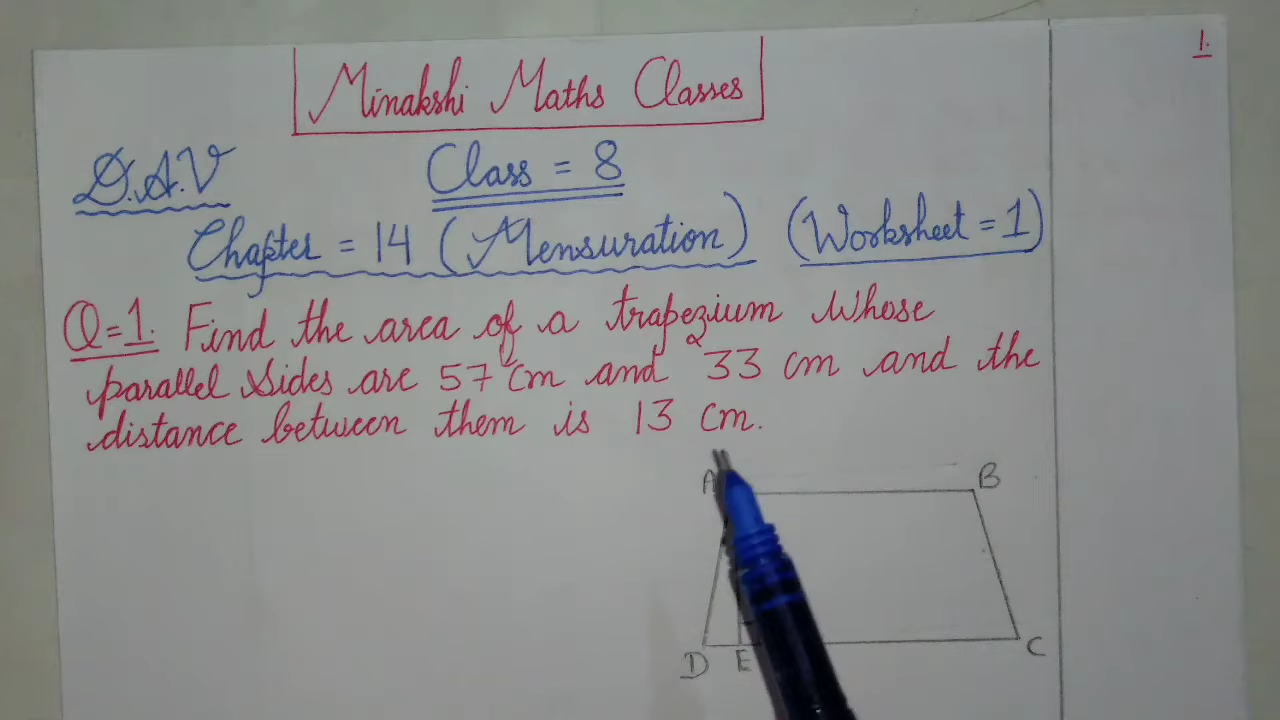 1.
Minakshi Maths Classes
D.A.V Class = 8
Chapter = 14 (Mensuration) (Worksheet = 1)
Q=1. Find the area of a trapezium whose
parallel sides are 57 cm and 33 cm and the
distance between them is 13 cm.
A B
D E C